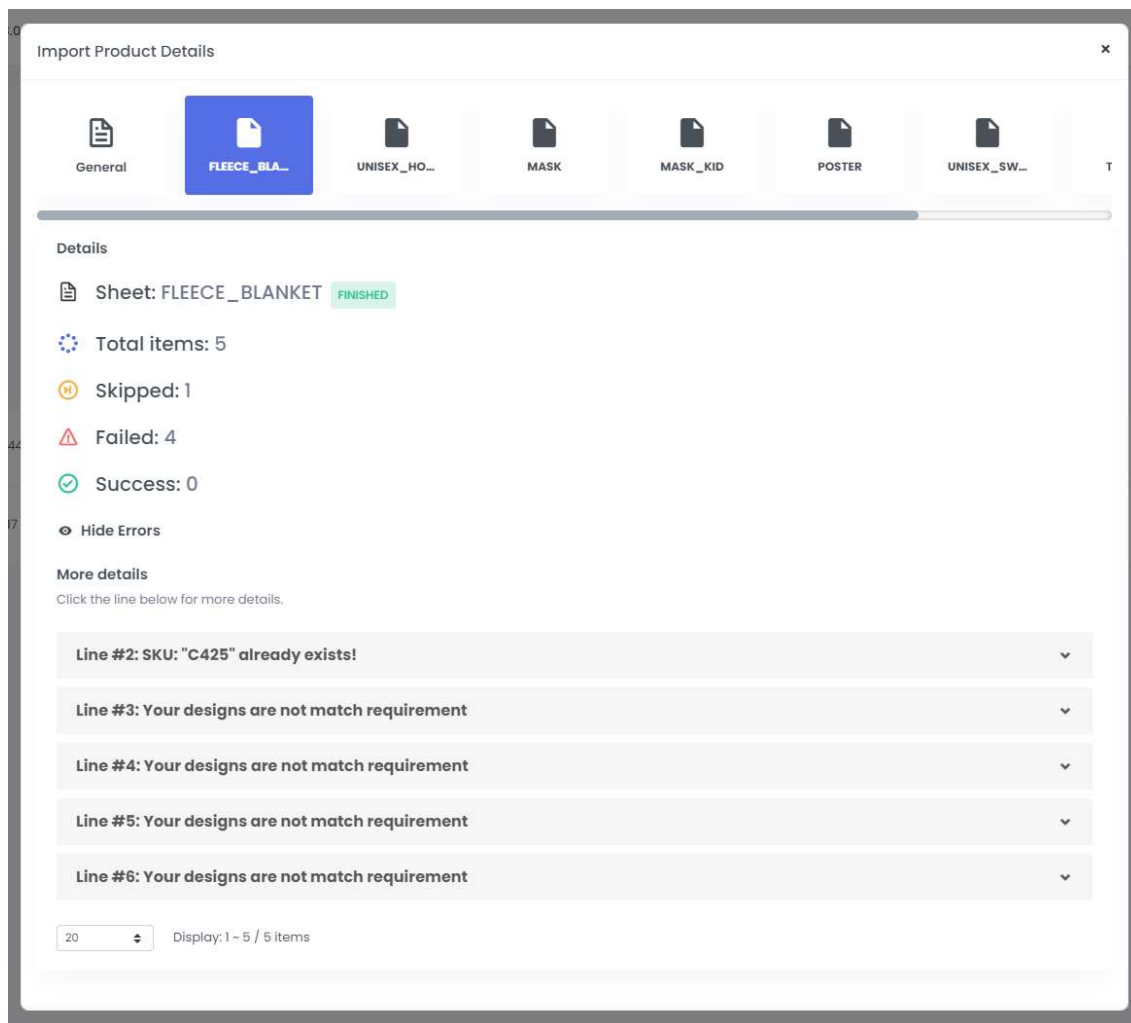 Import Product Details
×
General
FLEECE_BLA...
UNISEX_HO...
MASK
MASK_KID
POSTER
UNISEX_SW...
T
Details
Sheet: FLEECE_BLANKET FINISHED
Total items: 5
Skipped: 1
Failed: 4
Success: 0
Hide Errors
More details
Click the line below for more details.
Line #2: SKU: "C425" already exists!
Line #3: Your designs are not match requirement
Line #4: Your designs are not match requirement
Line #5: Your designs are not match requirement
Line #6: Your designs are not match requirement
20 Display: 1 ~ 5 / 5 items